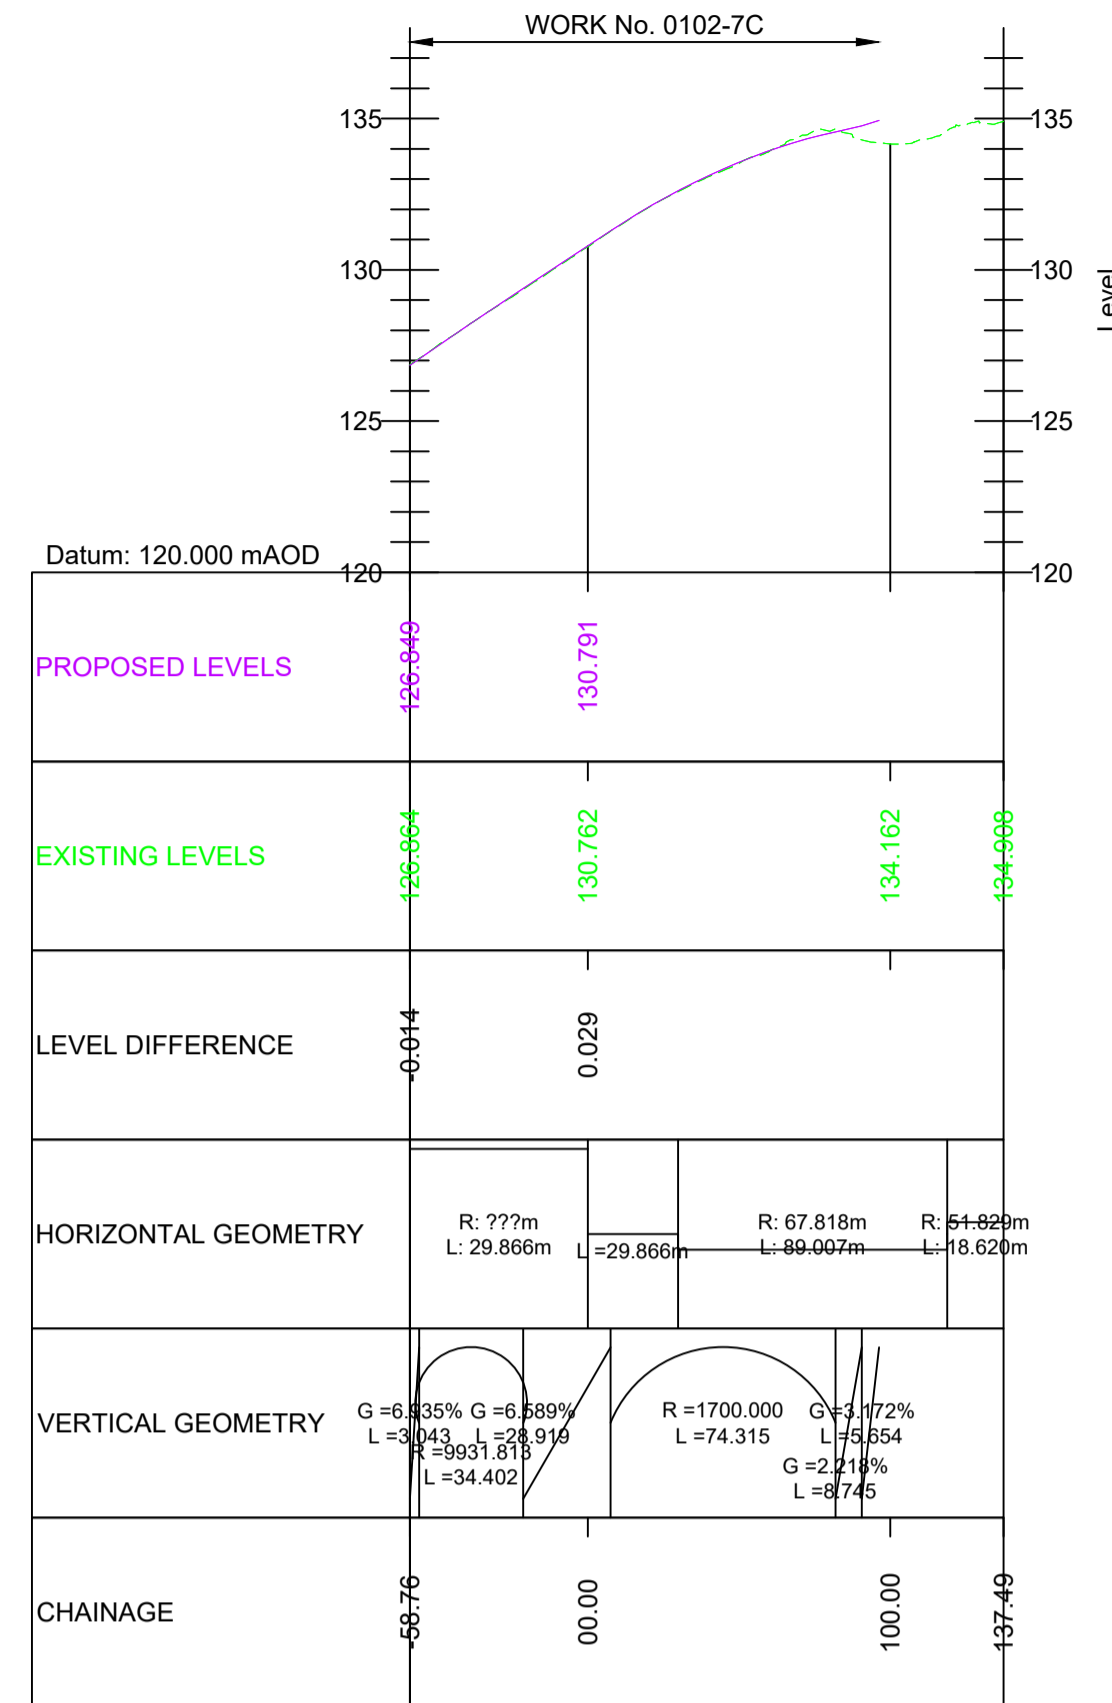 WORK No. 0102-7C
135
135
130
130
Level
125
125
Datum: 120.000 mAOD
120
120
PROPOSED LEVELS
126.849
130.791
EXISTING LEVELS
126.864
130.762
134.162
134.908
LEVEL DIFFERENCE
-0.014
0.029
HORIZONTAL GEOMETRY
R: ???m
L: 29.866m
L =29.866m
R: 67.818m
L: 89.007m
R: 51.829m
L: 18.620m
VERTICAL GEOMETRY
G =6.935%
L =3.043
R =9931.813
L =34.402
G =6.589%
L =28.919
R =1700.000
L =74.315
G =3.172%
L =5.654
G =2.218%
L =8.745
CHAINAGE
-58.76
00.00
100.00
137.49